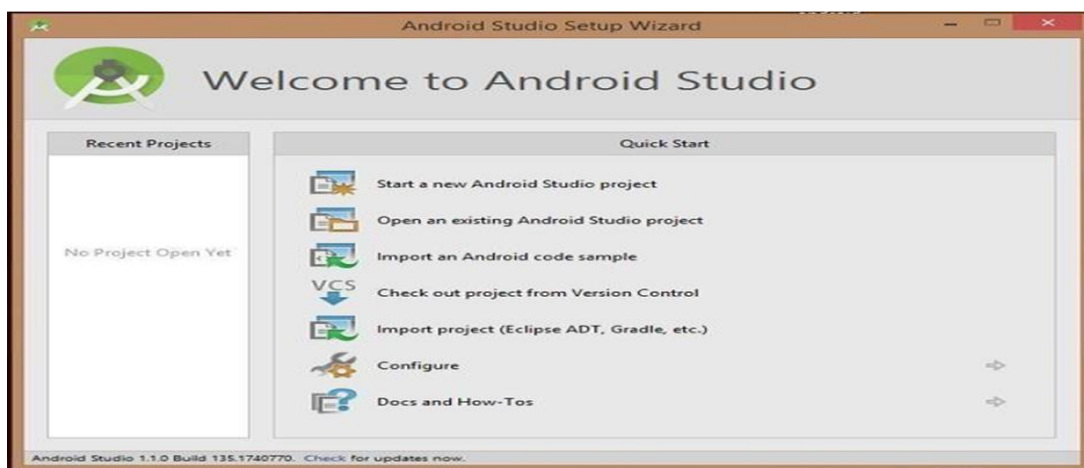 Android Studio Setup Wizard
Welcome to Android Studio
Recent Projects
No Project Open Yet
Quick Start
Start a new Android Studio project
Open an existing Android Studio project
Import an Android code sample
VCS
Check out project from Version Control
Import project (Eclipse ADT, Gradle, etc.)
Configure
Docs and How-Tos
Android Studio 1.1.0 Build 135.1740770. Check for updates now.